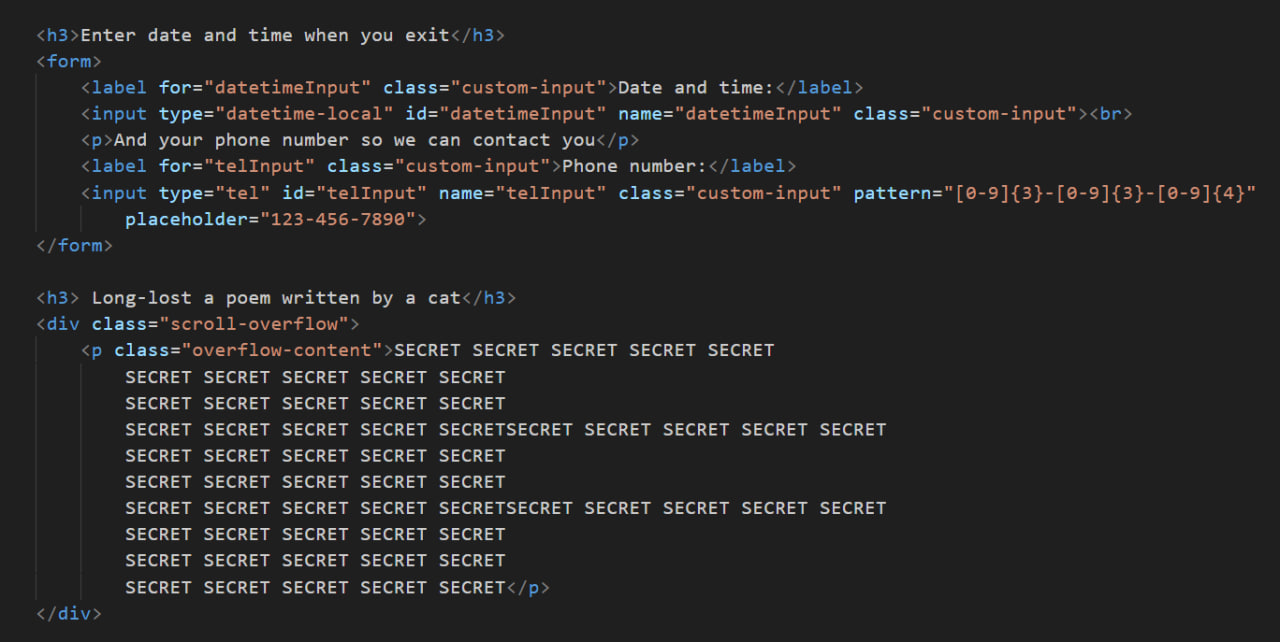 <h3>Enter date and time when you exit</h3>
<form>
    <label for="datetimeInput" class="custom-input">Date and time:</label>
    <input type="datetime-local" id="datetimeInput" name="datetimeInput" class="custom-input"><br>
    <p>And your phone number so we can contact you</p>
    <label for="telInput" class="custom-input">Phone number:</label>
    <input type="tel" id="telInput" name="telInput" class="custom-input" pattern="[0-9]{3}-[0-9]{3}-[0-9]{4}"
        placeholder="123-456-7890">
</form>
<h3> Long-lost a poem written by a cat</h3>
<div class="scroll-overflow">
    <p class="overflow-content">SECRET SECRET SECRET SECRET SECRET
        SECRET SECRET SECRET SECRET SECRET
        SECRET SECRET SECRET SECRET SECRET
        SECRET SECRET SECRET SECRET SECRETSECRET SECRET SECRET SECRET SECRET
        SECRET SECRET SECRET SECRET SECRET
        SECRET SECRET SECRET SECRET SECRET
        SECRET SECRET SECRET SECRET SECRETSECRET SECRET SECRET SECRET SECRET
        SECRET SECRET SECRET SECRET SECRET
        SECRET SECRET SECRET SECRET SECRET
        SECRET SECRET SECRET SECRET SECRET</p>
</div>